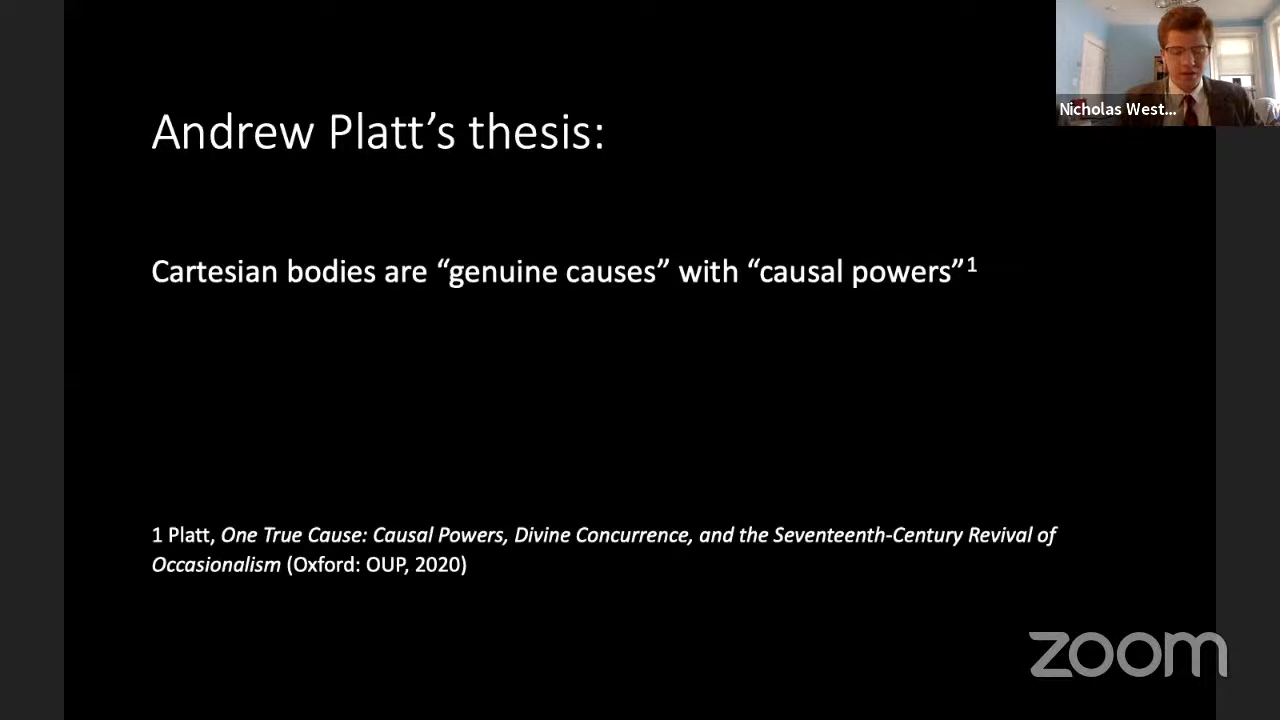 Nicholas West...
Andrew Platt’s thesis:
Cartesian bodies are “genuine causes” with “causal powers”1
1 Platt, One True Cause: Causal Powers, Divine Concurrence, and the Seventeenth-Century Revival of
Occasionalism (Oxford: OUP, 2020)
zoom